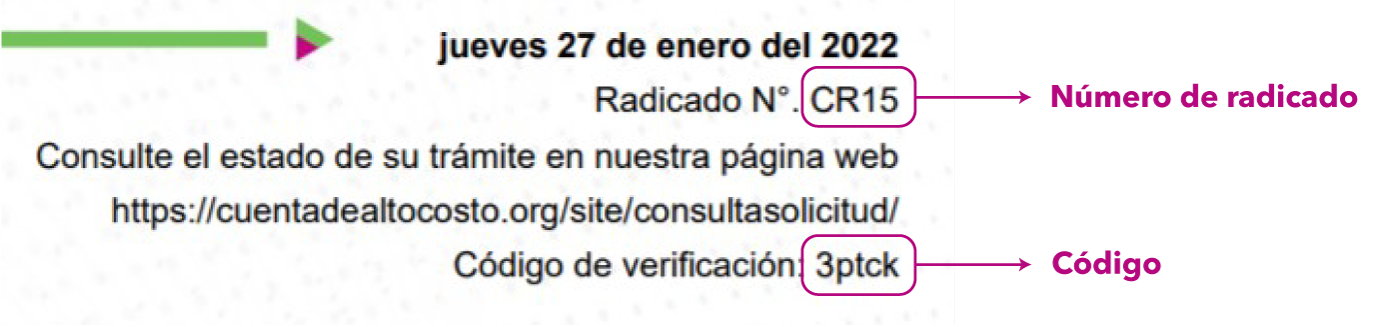 jueves 27 de enero del 2022
Radicado N°. CR15
Número de radicado
Consulte el estado de su trámite en nuestra página web
https://cuentadealtocosto.org/site/consultasolicitud/
Código de verificación: 3ptck
Código